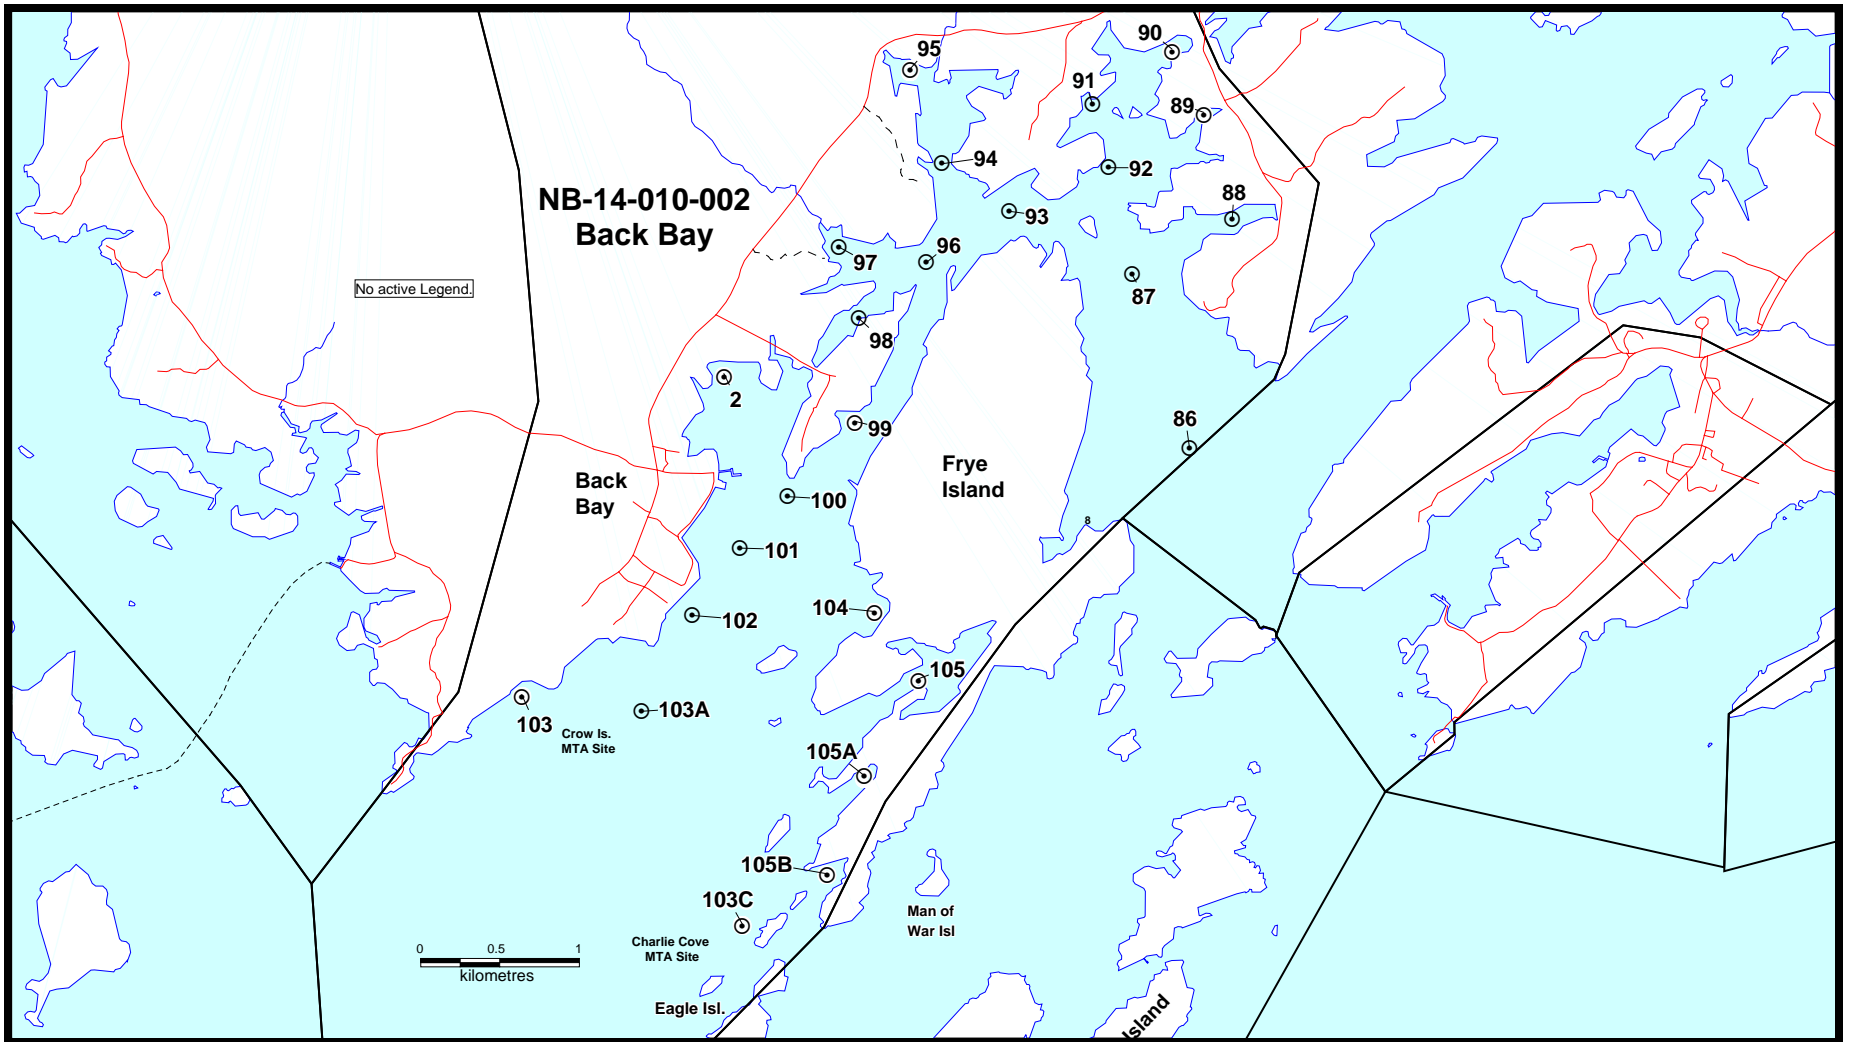 90
95
91
89
94
92
NB-14-010-002
Back Bay
88
93
96
97
87
No active Legend.
98
2
86
99
Frye
Island
Back
Bay
100
8
101
104
102
105
103A
103
Crow Is.
MTA Site
105A
105B
103C
Man of
War Isl
Charlie Cove
MTA Site
0 0.5 1
kilometres
Eagle Isl.
Island